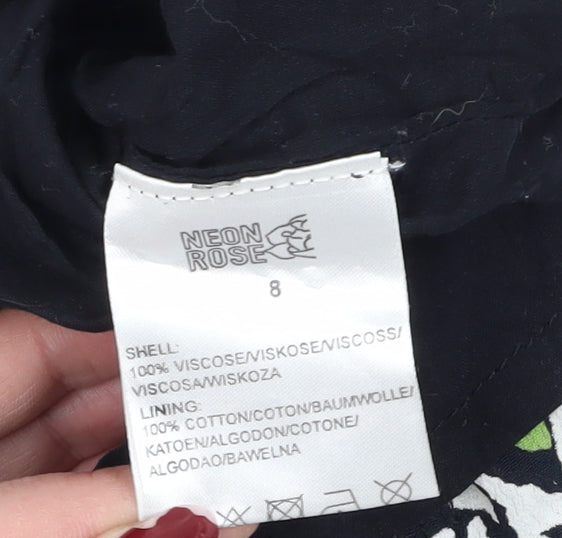 NEON
ROSE
8
SHELL:
100% VISCOSE/VISKOSE/VISCOSS/
VISCOSA/WISKOZA
LINING:
100% COTTON/COTON/BAUMWOLLE/
KATOEN/ALGODON/COTONE/
ALGODAO/BAWELNA